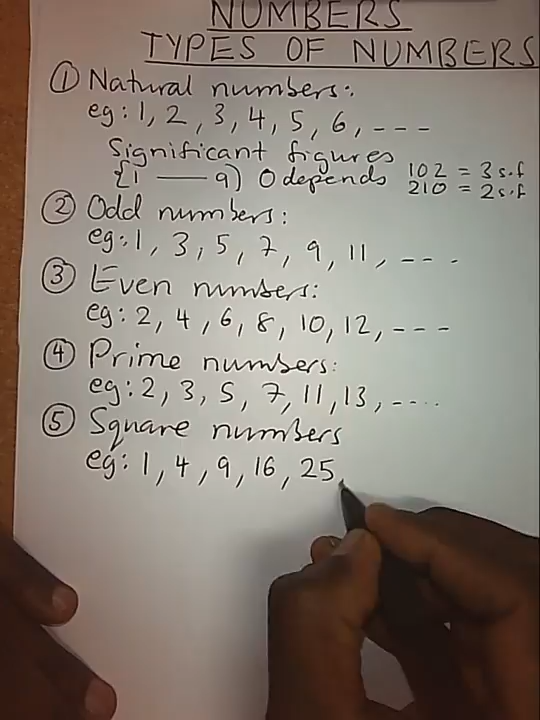 NUMBERS
TYPES OF NUMBERS
① Natural numbers:
eg: 1, 2, 3, 4, 5, 6, ---
Significant figures
{1 — 9) 0 depends 102 = 3 s.f
210 = 2 s.f
② Odd numbers:
eg: 1, 3, 5, 7, 9, 11, ---
③ Even numbers:
eg: 2, 4, 6, 8, 10, 12, ---
④ Prime numbers:
eg: 2, 3, 5, 7, 11, 13, ----
⑤ Square numbers
eg: 1, 4, 9, 16, 25,